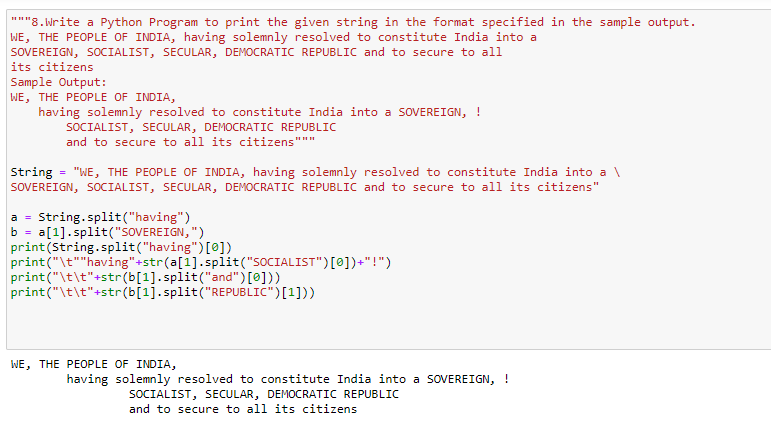 """8.Write a Python Program to print the given string in the format specified in the sample output.
WE, THE PEOPLE OF INDIA, having solemnly resolved to constitute India into a
SOVEREIGN, SOCIALIST, SECULAR, DEMOCRATIC REPUBLIC and to secure to all
its citizens
Sample Output:
WE, THE PEOPLE OF INDIA,
    having solemnly resolved to constitute India into a SOVEREIGN, !
        SOCIALIST, SECULAR, DEMOCRATIC REPUBLIC
        and to secure to all its citizens"""

String = "WE, THE PEOPLE OF INDIA, having solemnly resolved to constitute India into a \
SOVEREIGN, SOCIALIST, SECULAR, DEMOCRATIC REPUBLIC and to secure to all its citizens"

a = String.split("having")
b = a[1].split("SOVEREIGN,")
print(String.split("having")[0])
print("\t""having"+str(a[1].split("SOCIALIST")[0])+"!")
print("\t\t"+str(b[1].split("and")[0]))
print("\t\t"+str(b[1].split("REPUBLIC")[1]))

WE, THE PEOPLE OF INDIA,
        having solemnly resolved to constitute India into a SOVEREIGN, !
                 SOCIALIST, SECULAR, DEMOCRATIC REPUBLIC
                 and to secure to all its citizens